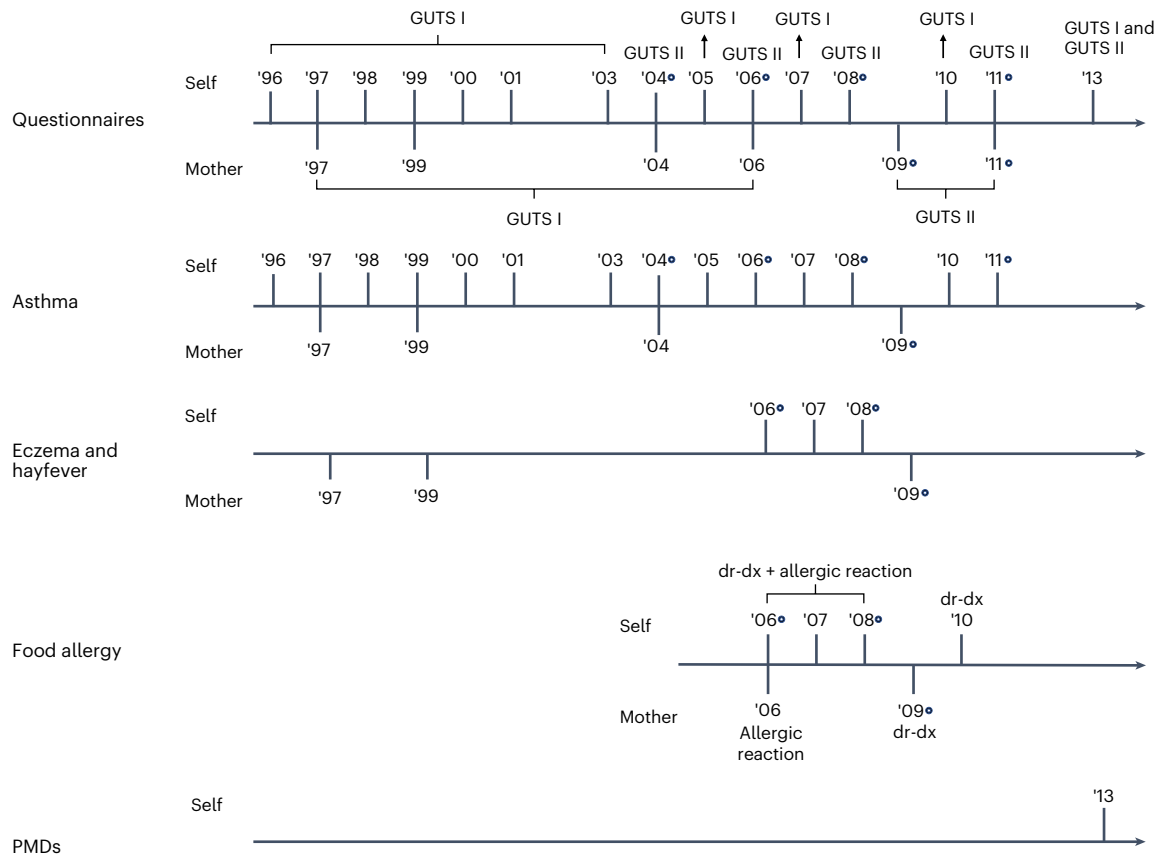 GUTS I GUTS I GUTS I GUTS I GUTS I and
GUTS II
GUTS II GUTS II GUTS II GUTS II
Self '96 '97 '98 '99 '00 '01 '03 '04 '05 '06 '07 '08 '10 '11 '13
Questionnaires
Mother '97 '99 '04 '06 '09 '11
GUTS I GUTS II
Self '96 '97 '98 '99 '00 '01 '03 '04 '05 '06 '07 '08 '10 '11
Asthma
Mother '97 '99 '04 '09
Self '06 '07 '08
Eczema and
hayfever
Mother '97 '99 '09
dr-dx + allergic reaction
dr-dx
Self '06 '07 '08 '10
Food allergy
Mother '06 '09
Allergic dr-dx
reaction
Self '13
PMDs